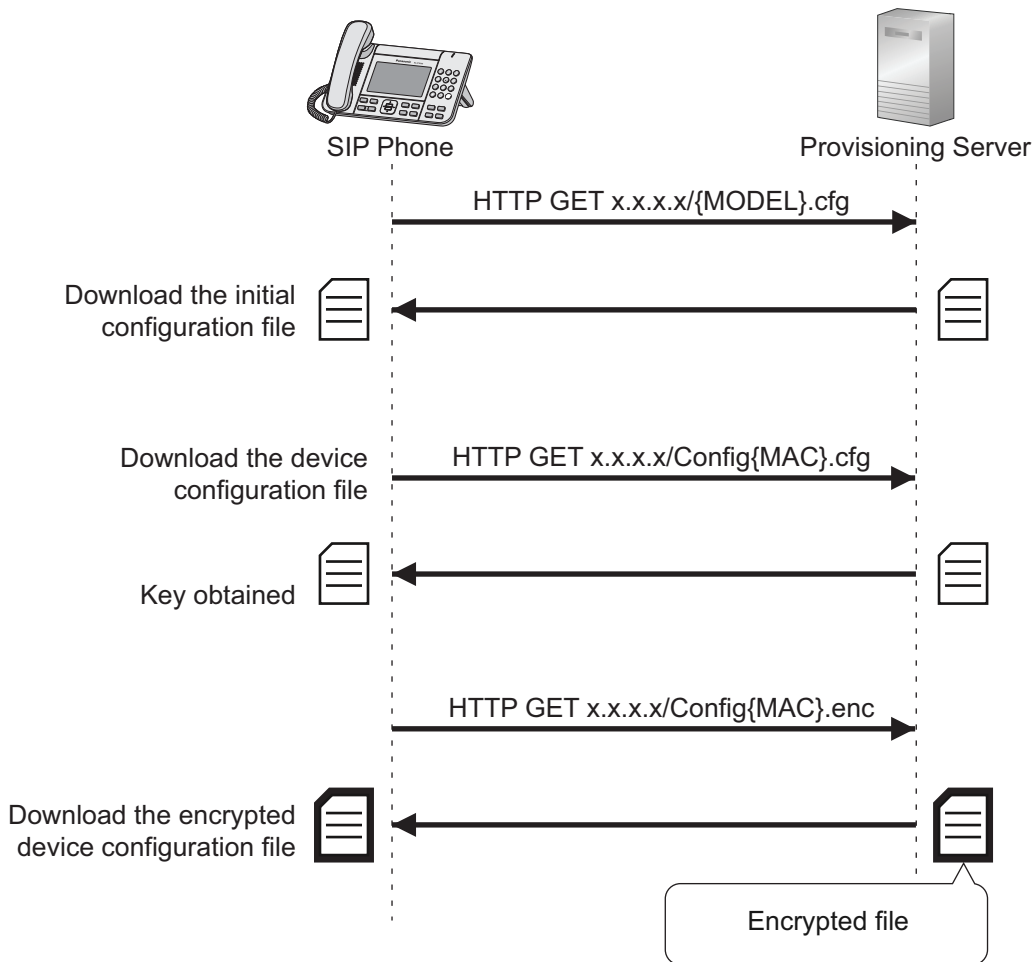 SIP Phone
Provisioning Server
HTTP GET x.x.x.x/{MODEL}.cfg
Download the initial
configuration file
Download the device
configuration file
HTTP GET x.x.x.x/Config{MAC}.cfg
Key obtained
HTTP GET x.x.x.x/Config{MAC}.enc
Download the encrypted
device configuration file
Encrypted file